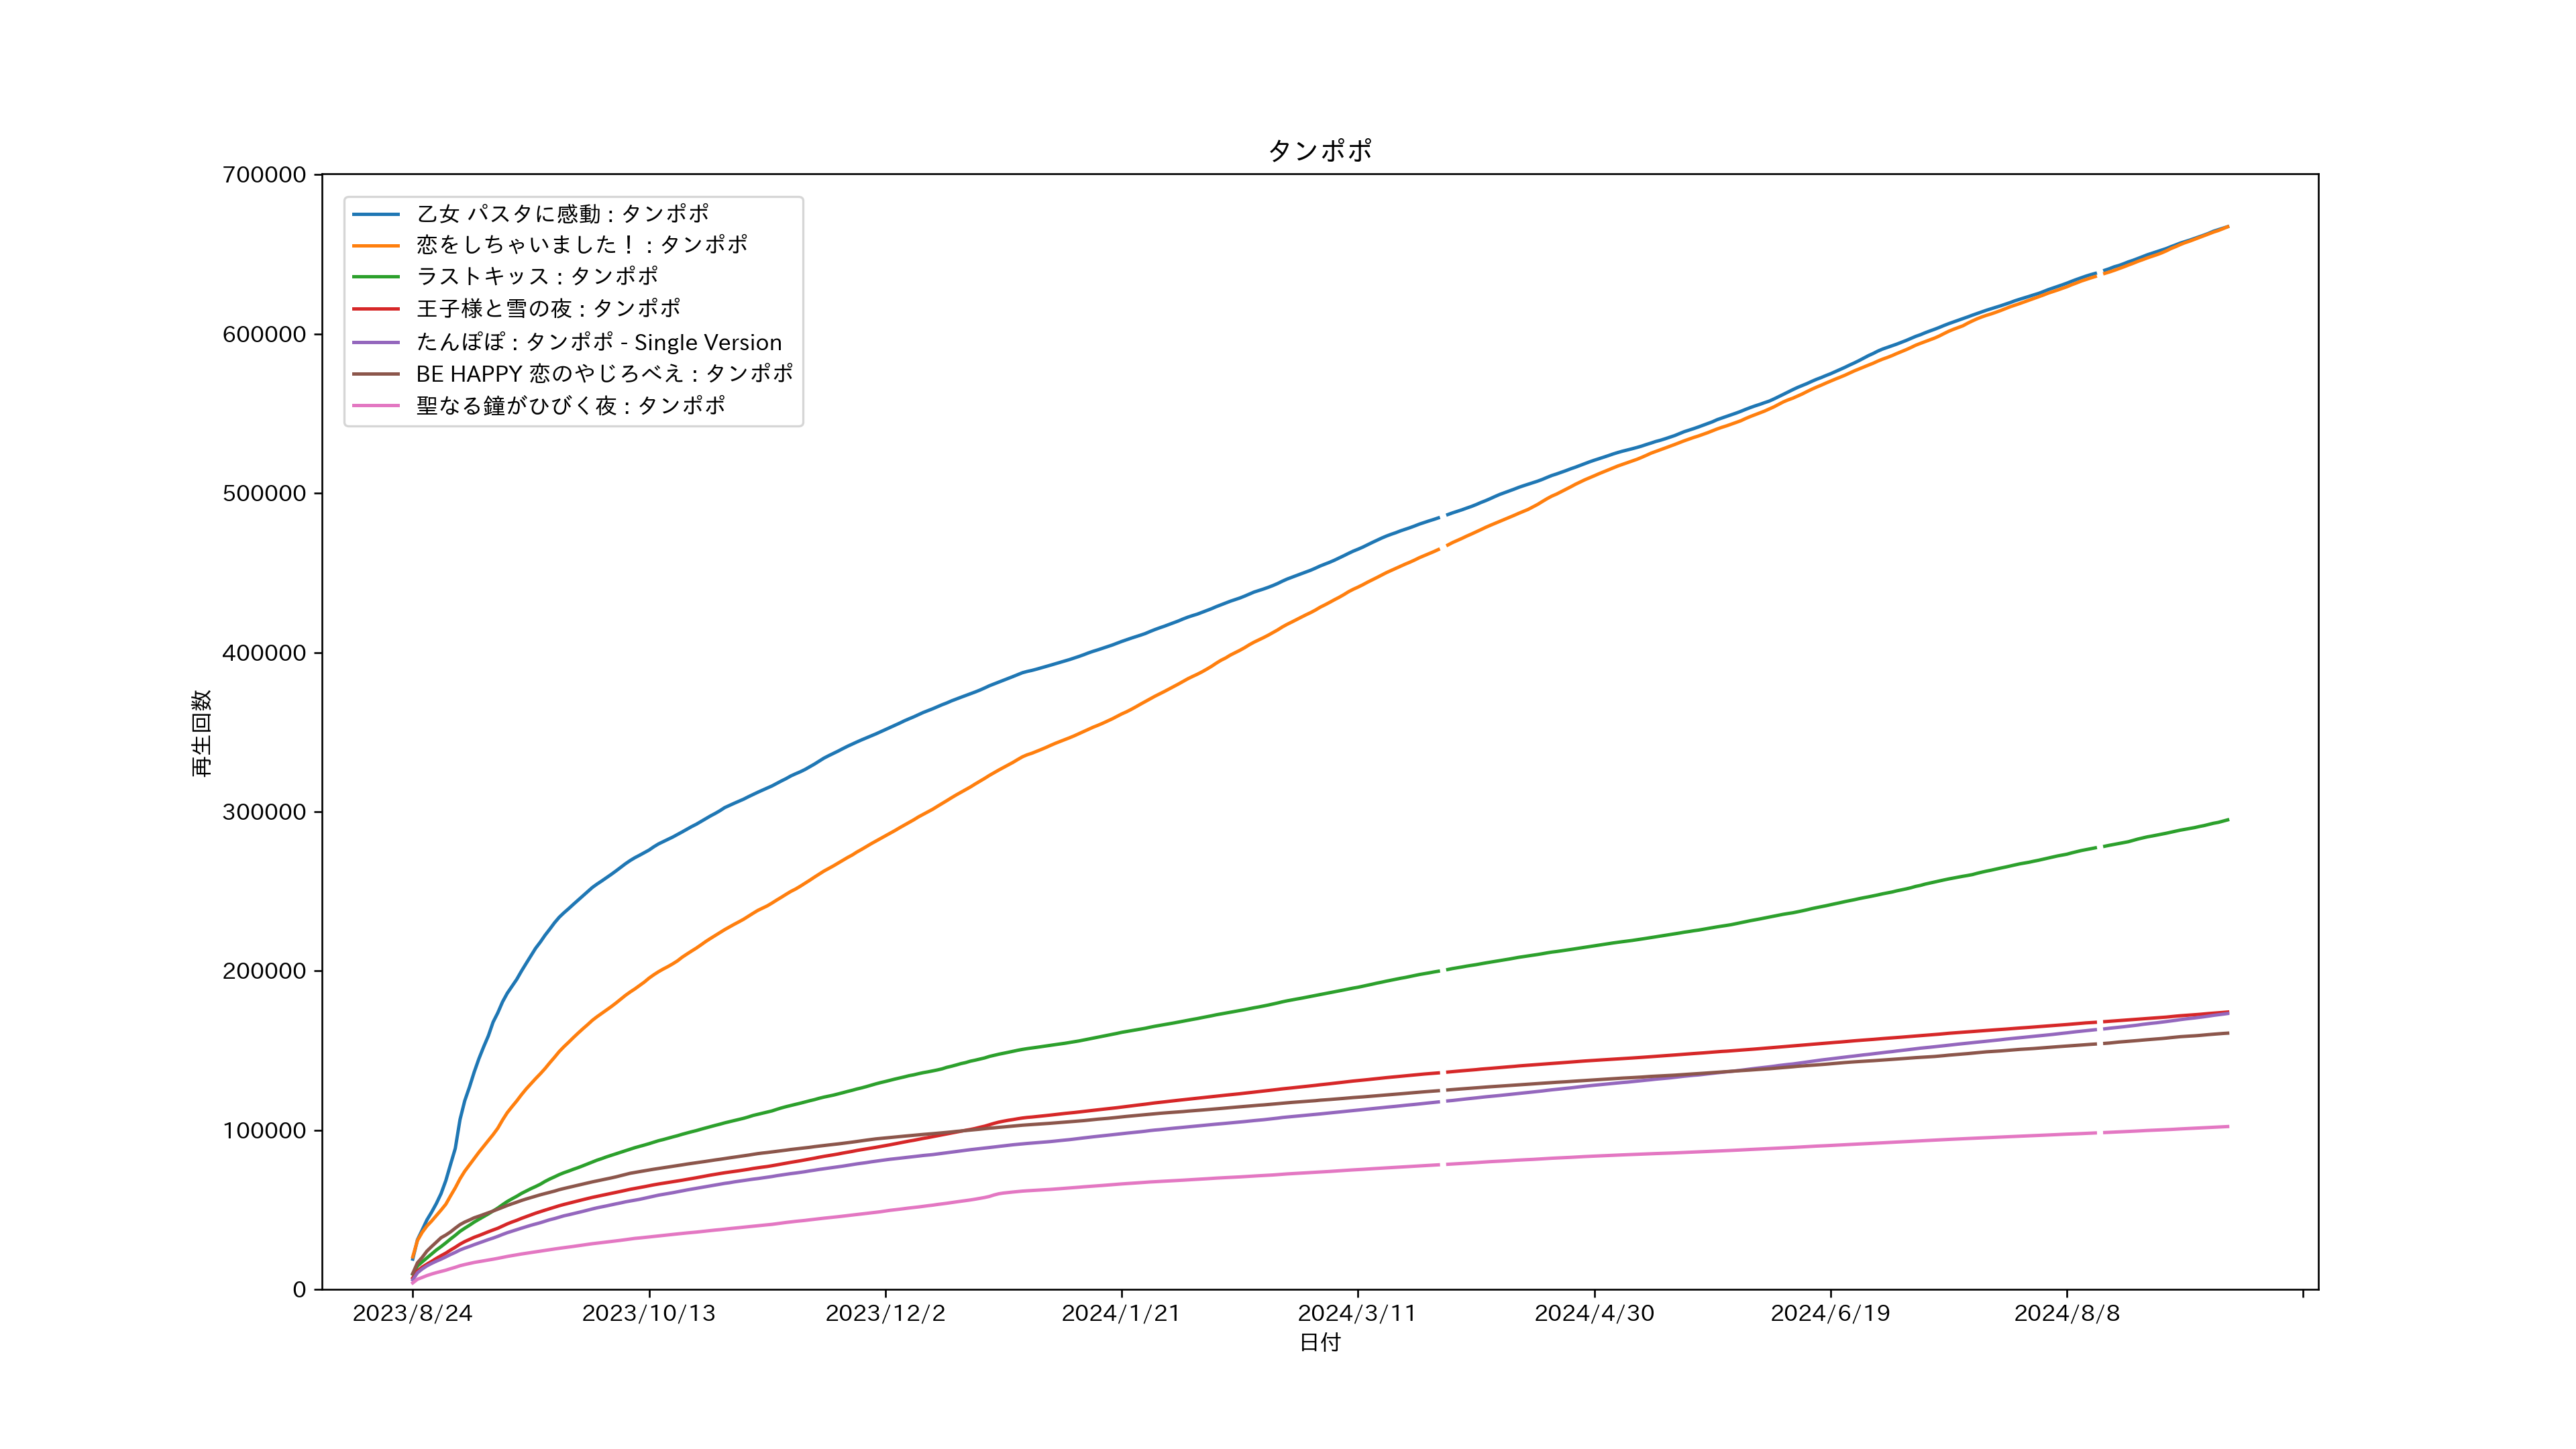 タンポポ
700000
600000
500000
400000
300000
200000
100000
0
再生回数
乙女 パスタに感動 : タンポポ
恋をしちゃいました！ : タンポポ
ラストキッス : タンポポ
王子様と雪の夜 : タンポポ
たんぽぽ : タンポポ - Single Version
BE HAPPY 恋のやじろべえ : タンポポ
聖なる鐘がひびく夜 : タンポポ
2023/8/24
2023/10/13
2023/12/2
2024/1/21
2024/3/11
2024/4/30
2024/6/19
2024/8/8
日付